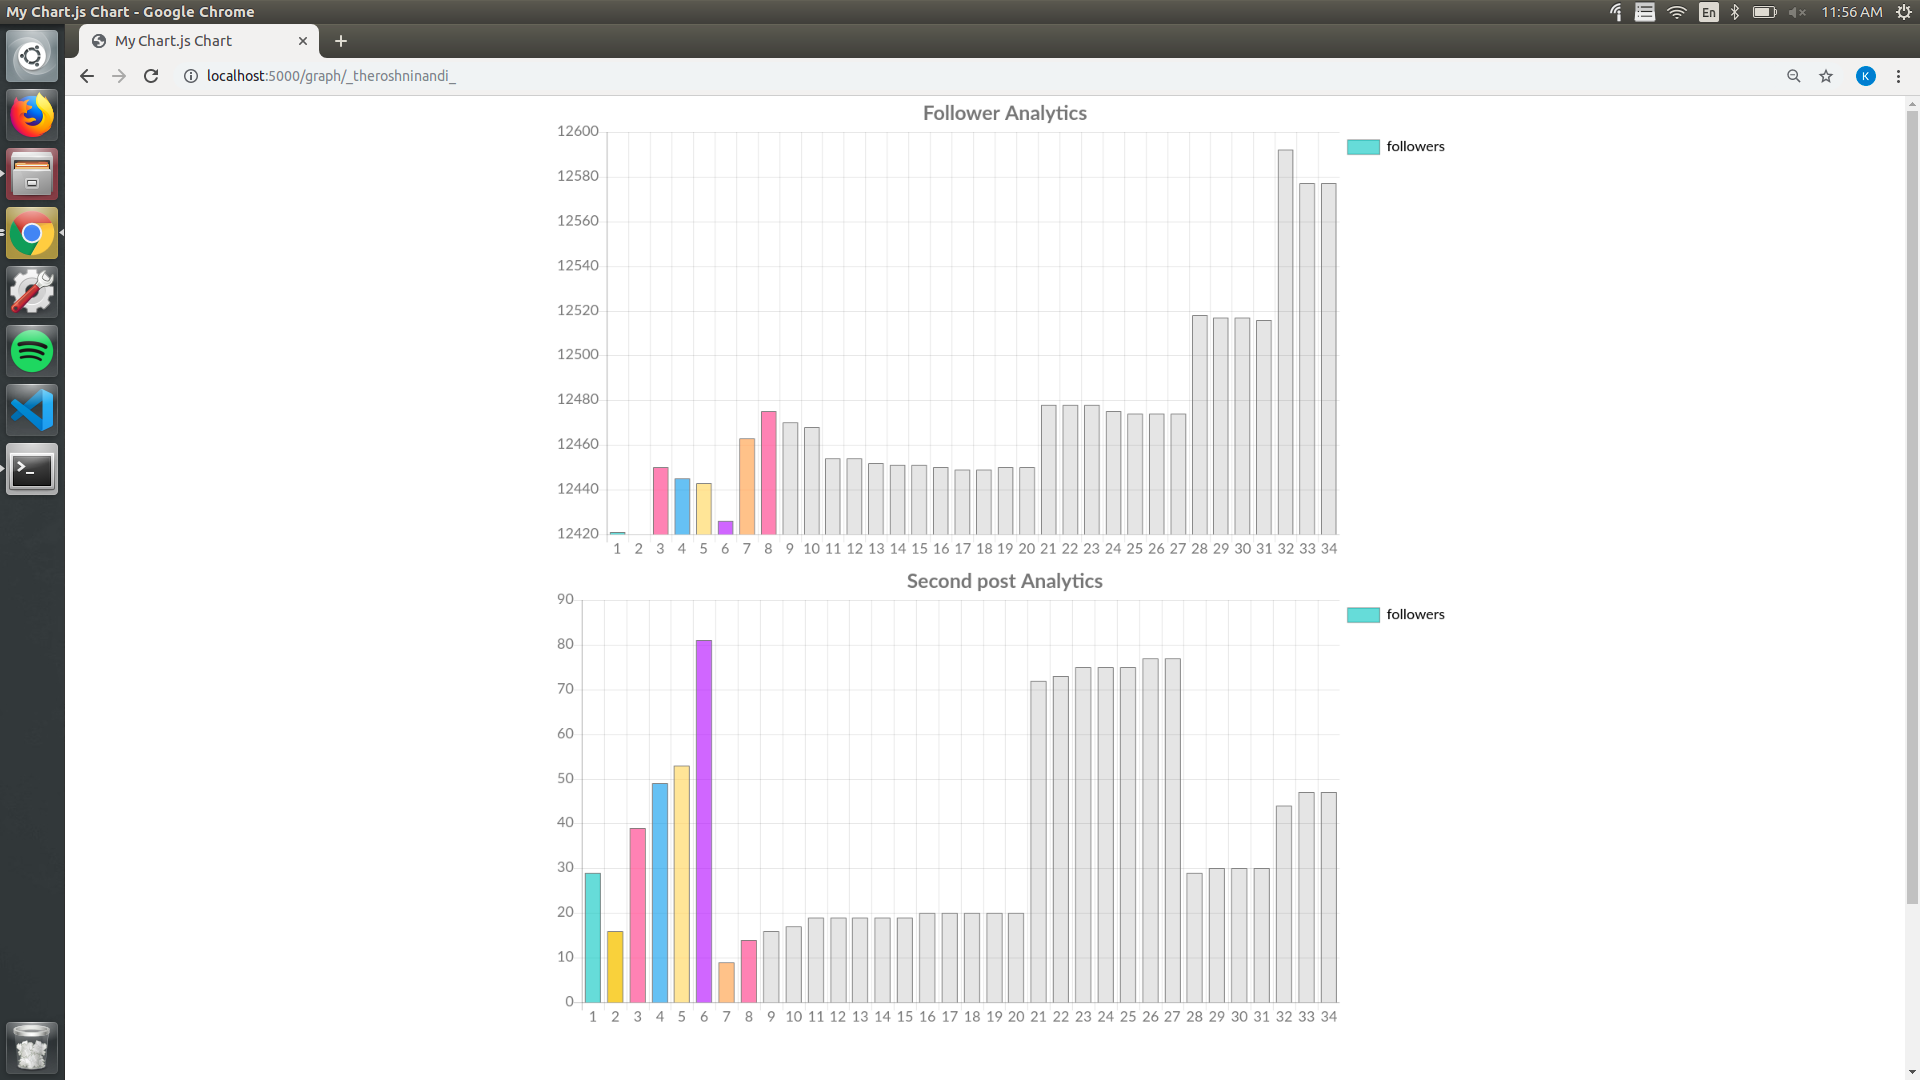 My Chart.js Chart - Google Chrome
En
11:56 AM
My Chart.js Chart
localhost:5000/graph/_theroshninandi_
K
Follower Analytics
followers
12600
12580
12560
12540
12520
12500
12480
12460
12440
12420
1 2 3 4 5 6 7 8 9 10 11 12 13 14 15 16 17 18 19 20 21 22 23 24 25 26 27 28 29 30 31 32 33 34
Second post Analytics
followers
90
80
70
60
50
40
30
20
10
0
1 2 3 4 5 6 7 8 9 10 11 12 13 14 15 16 17 18 19 20 21 22 23 24 25 26 27 28 29 30 31 32 33 34